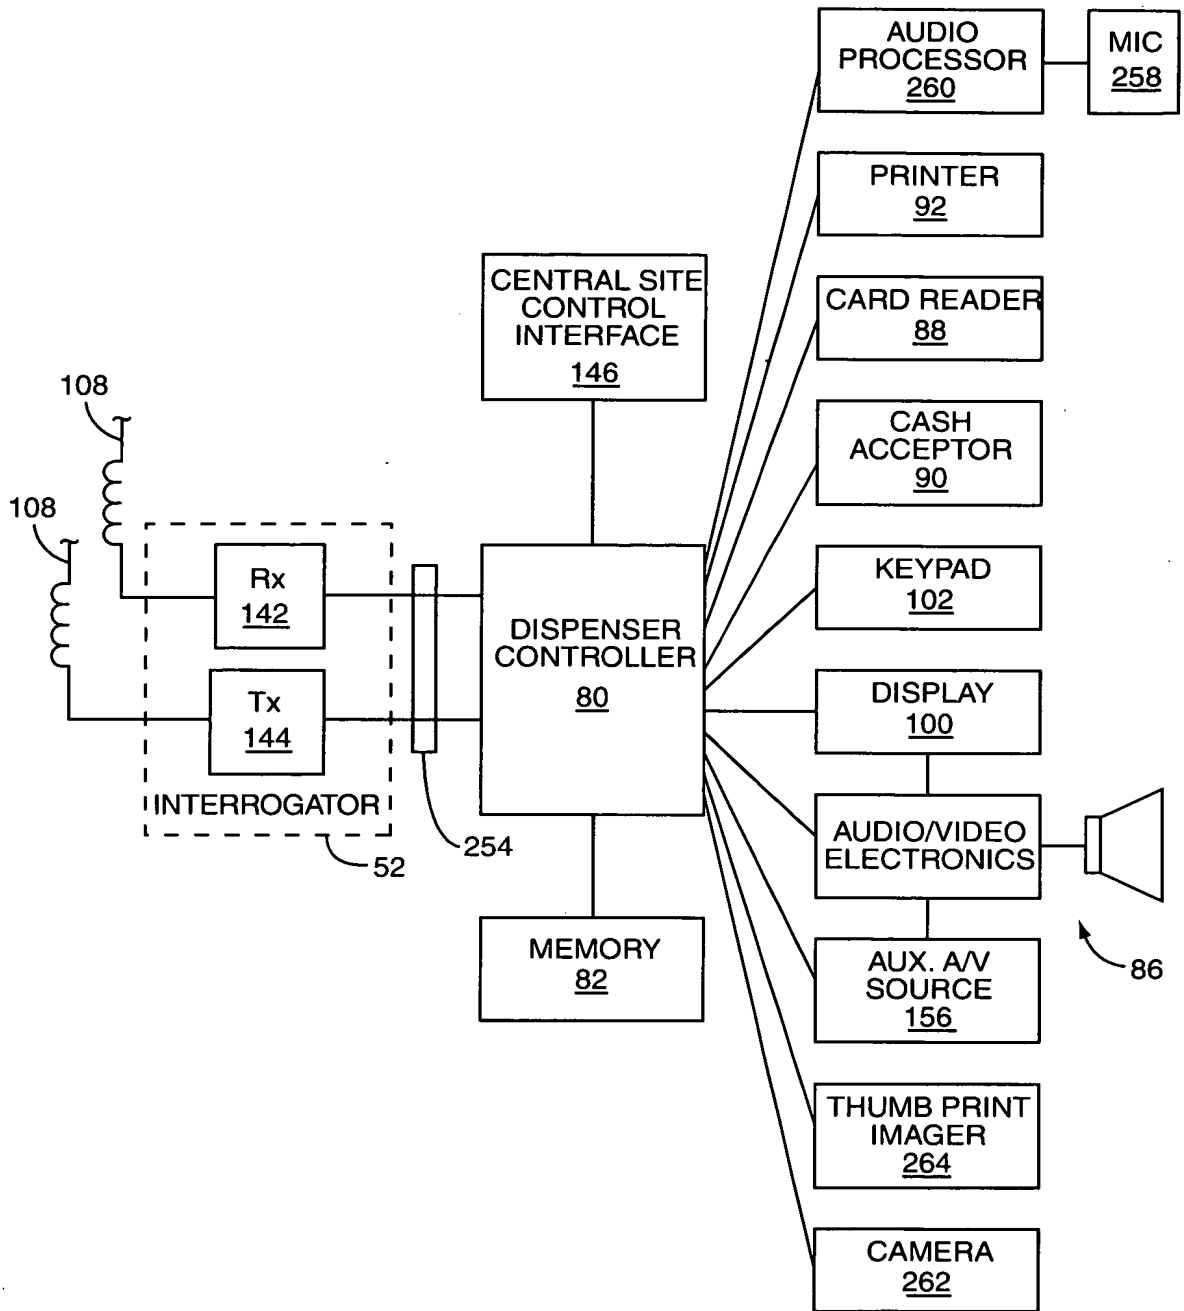 AUDIO
PROCESSOR
260
MIC
258
PRINTER
92
CENTRAL SITE
CONTROL
INTERFACE
146
CARD READER
88
108
108
CASH
ACCEPTOR
90
Rx
142
KEYPAD
102
DISPENSER
CONTROLLER
80
Tx
144
DISPLAY
100
INTERROGATOR
52
254
AUDIO/VIDEO
ELECTRONICS
86
MEMORY
82
AUX. A/V
SOURCE
156
THUMB PRINT
IMAGER
264
CAMERA
262